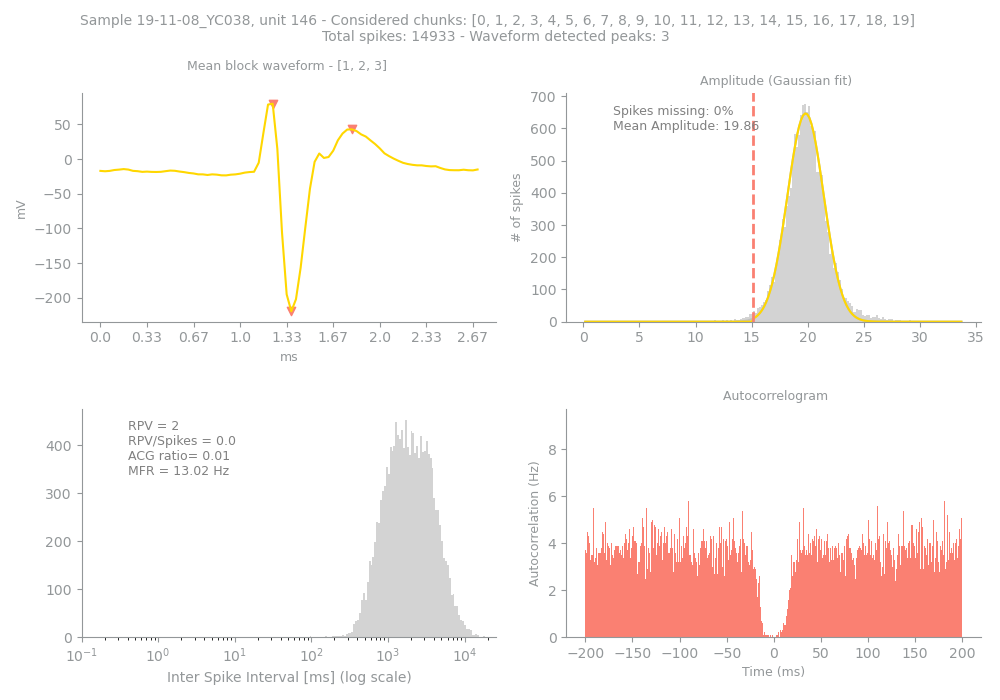 Sample 19-11-08_YC038, unit 146 - Considered chunks: [0, 1, 2, 3, 4, 5, 6, 7, 8, 9, 10, 11, 12, 13, 14, 15, 16, 17, 18, 19]
Total spikes: 14933 - Waveform detected peaks: 3
Mean block waveform - [1, 2, 3]
50
0
−50
−100
−150
−200
mV
0.0 0.33 0.67 1.0 1.33 1.67 2.0 2.33 2.67
ms
Amplitude (Gaussian fit)
Spikes missing: 0%
Mean Amplitude: 19.86
700
600
500
400
300
200
100
0
# of spikes
0 5 10 15 20 25 30 35
RPV = 2
RPV/Spikes = 0.0
ACG ratio= 0.01
MFR = 13.02 Hz
400
300
200
100
0
10⁻¹ 10⁰ 10¹ 10² 10³ 10⁴
Inter Spike Interval [ms] (log scale)
Autocorrelogram
8
6
4
2
0
Autocorrelation (Hz)
−200 −150 −100 −50 0 50 100 150 200
Time (ms)